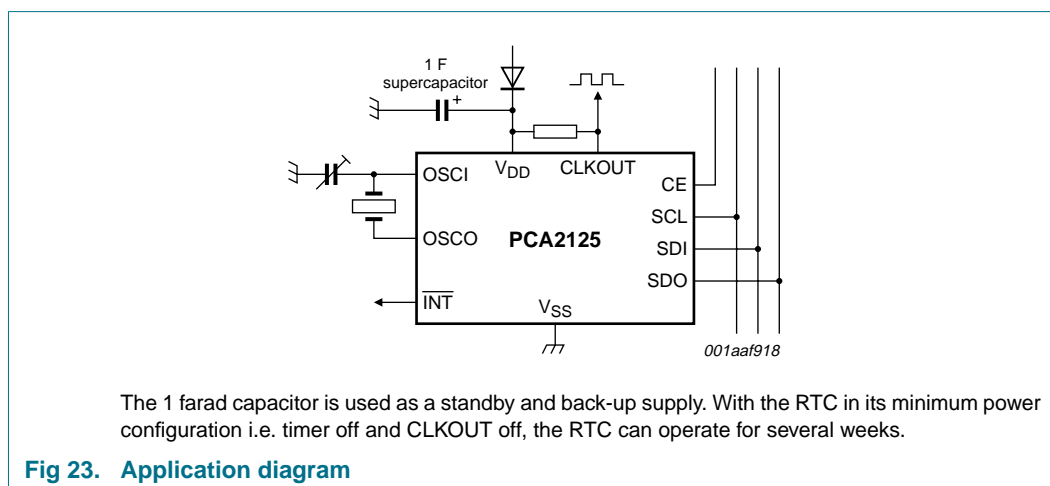 1 F
supercapacitor
+
OSCI
VDD
CLKOUT
CE
SCL
OSCO
PCA2125
SDI
SDO
INT
VSS
001aaf918
The 1 farad capacitor is used as a standby and back-up supply. With the RTC in its minimum power
configuration i.e. timer off and CLKOUT off, the RTC can operate for several weeks.
Fig 23. Application diagram